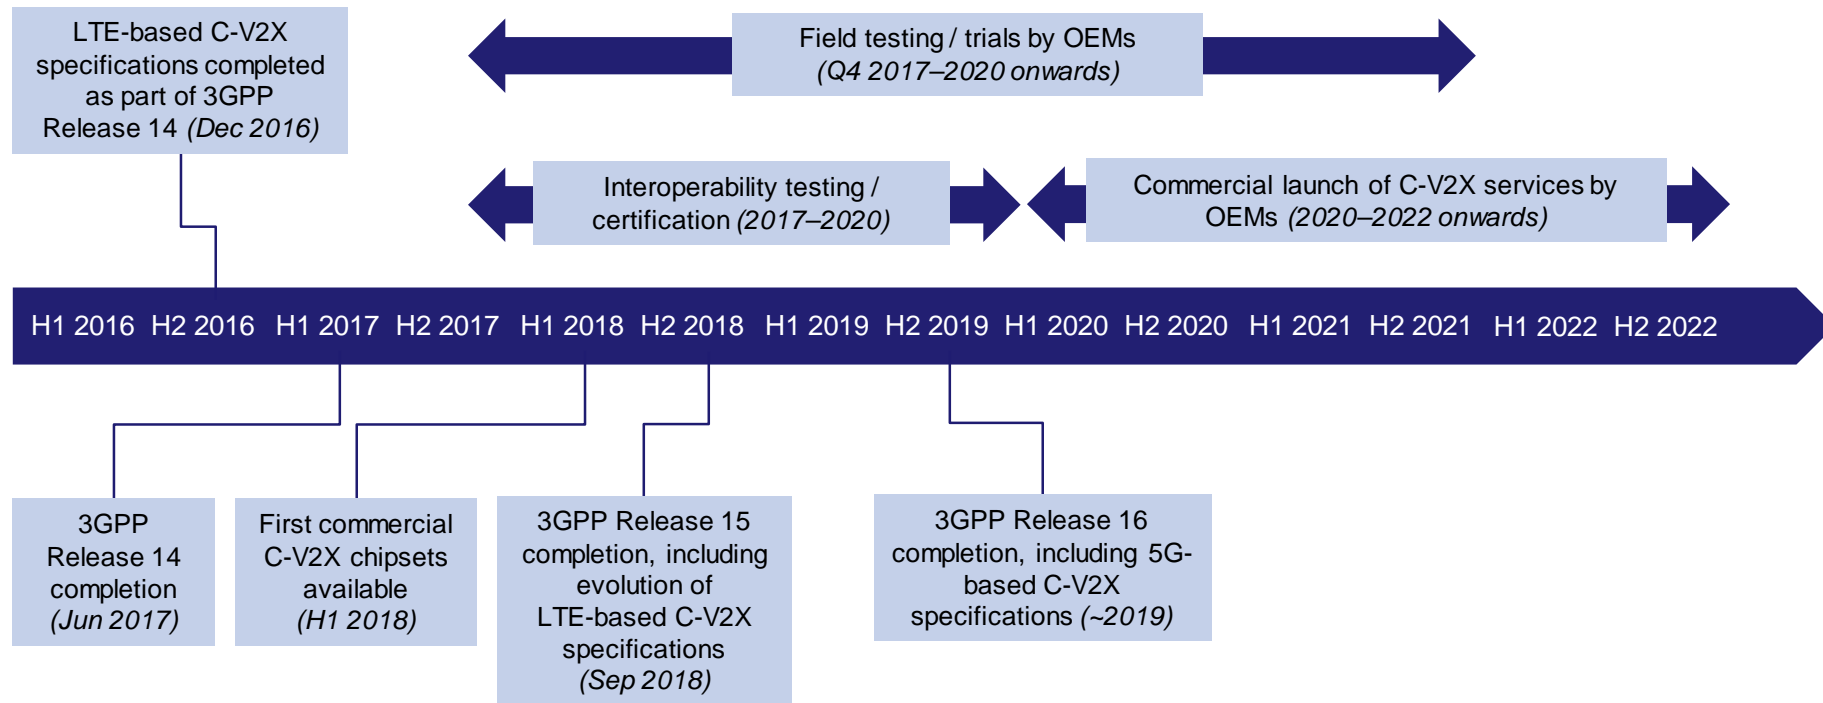 LTE-based C-V2X
specifications completed
as part of 3GPP
Release 14 (Dec 2016)
Field testing / trials by OEMs
(Q4 2017–2020 onwards)
Interoperability testing /
certification (2017–2020)
Commercial launch of C-V2X services by
OEMs (2020–2022 onwards)
H1 2016 H2 2016 H1 2017 H2 2017 H1 2018 H2 2018 H1 2019 H2 2019 H1 2020 H2 2020 H1 2021 H2 2021 H1 2022 H2 2022
3GPP
Release 14
completion
(Jun 2017)
First commercial
C-V2X chipsets
available
(H1 2018)
3GPP Release 15
completion, including
evolution of
LTE-based C-V2X
specifications
(Sep 2018)
3GPP Release 16
completion, including 5G-
based C-V2X
specifications (~2019)